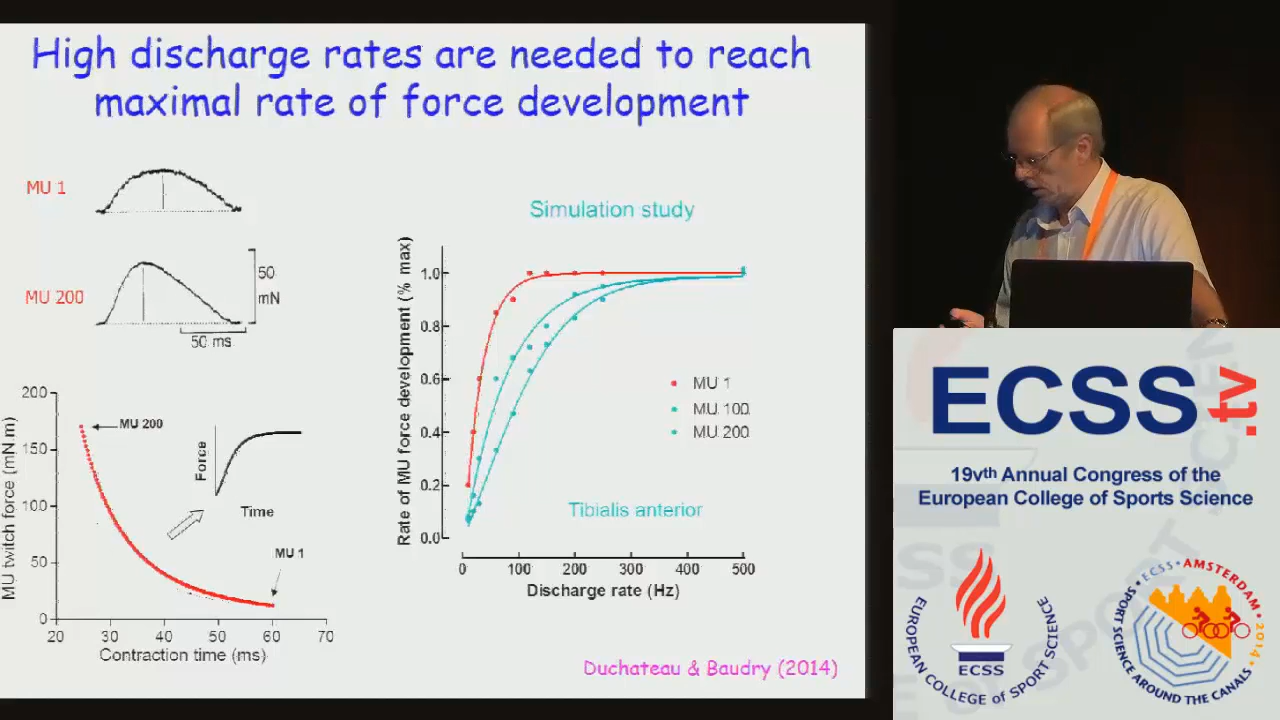 High discharge rates are needed to reach
maximal rate of force development
MU 1
MU 200
50
mN
50 ms
MU twitch force (mN.m)
200
150
100
50
0
20 30 40 50 60 70
Contraction time (ms)
MU 200
Force
Time
MU 1
Simulation study
Rate of MU force development (% max)
1.0
0.8
0.6
0.4
0.2
0.0
0 100 200 300 400 500
Discharge rate (Hz)
MU 1
MU 100
MU 200
Tibialis anterior
Duchateau & Baudry (2014)
ECSS.tv
19vth Annual Congress of the
European College of Sports Science
EUROPEAN COLLEGE OF SPORT SCIENCE
ECSS
ECSS • AMSTERDAM 2014
SPORT SCIENCE AROUND THE CANALS